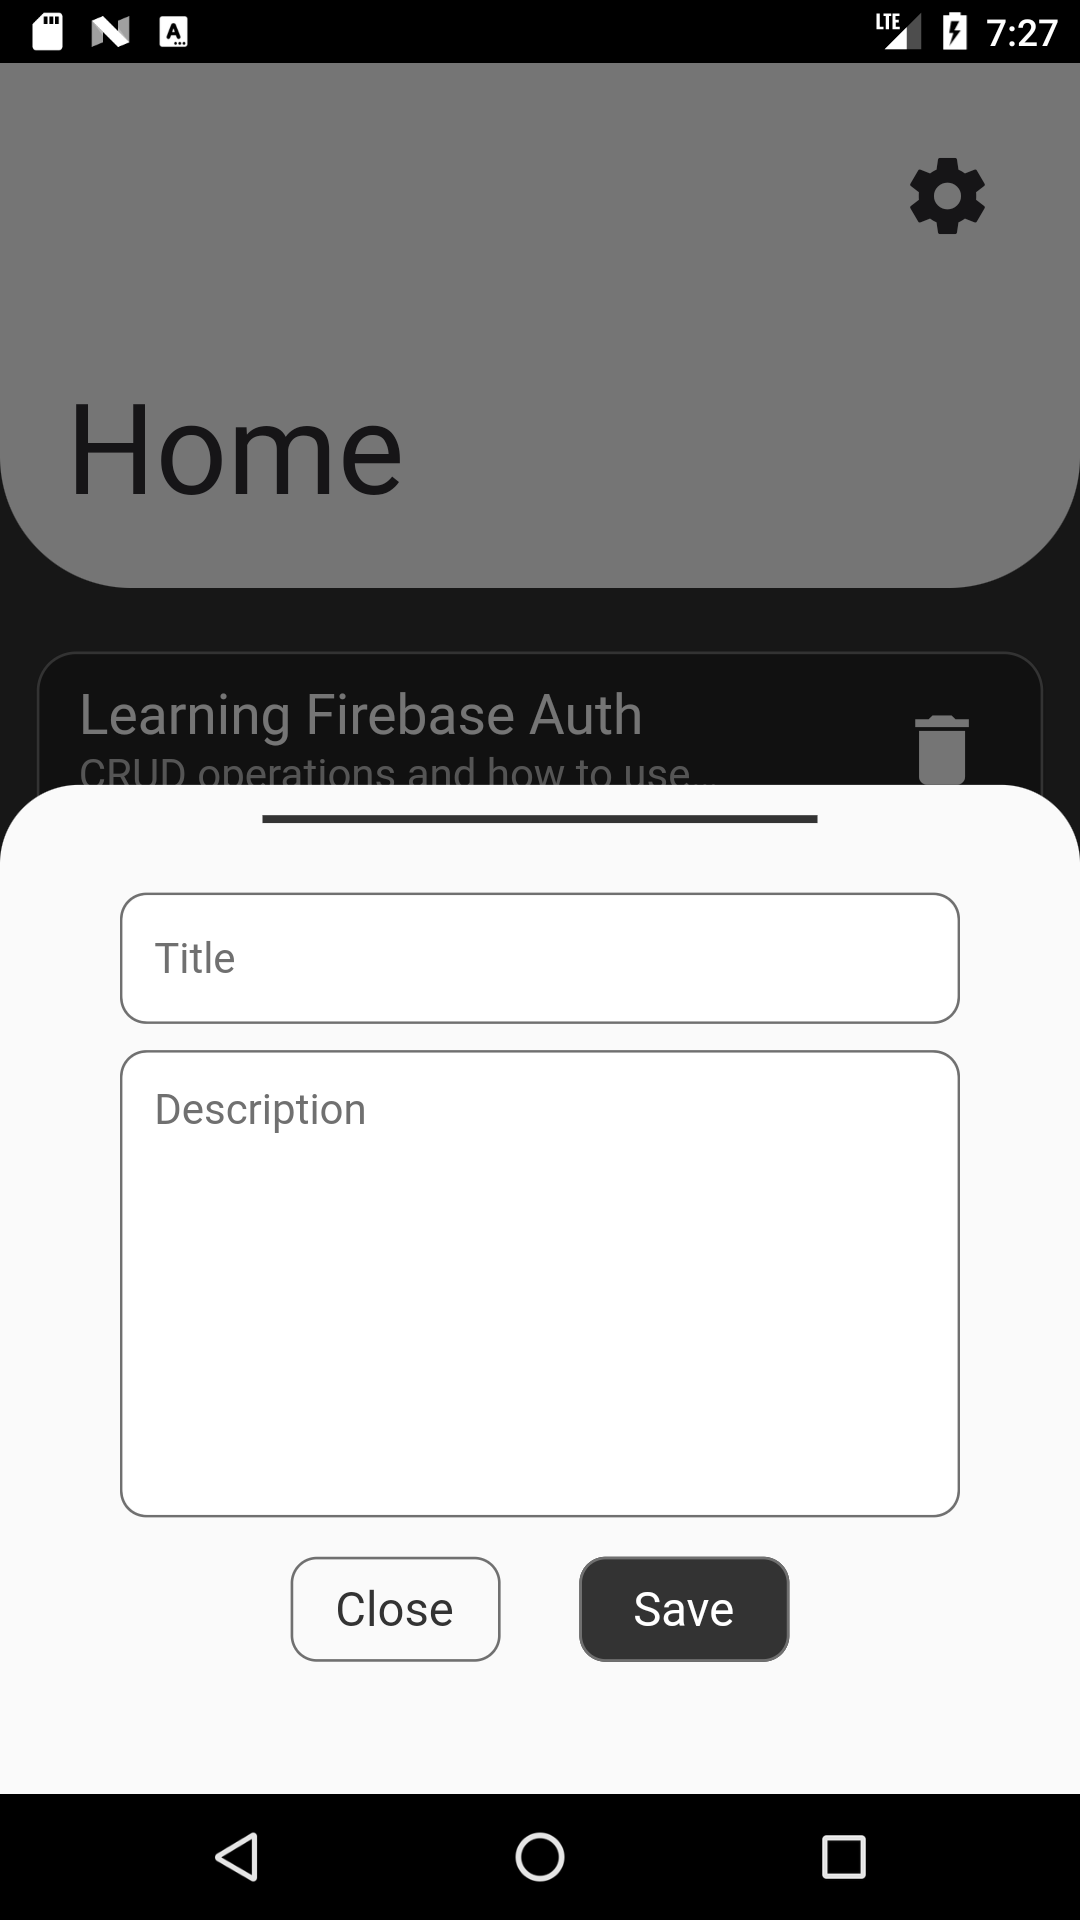 LTE 7:27
Home
Learning Firebase Auth
CRUD operations and how to use...
Title
Description
Close
Save